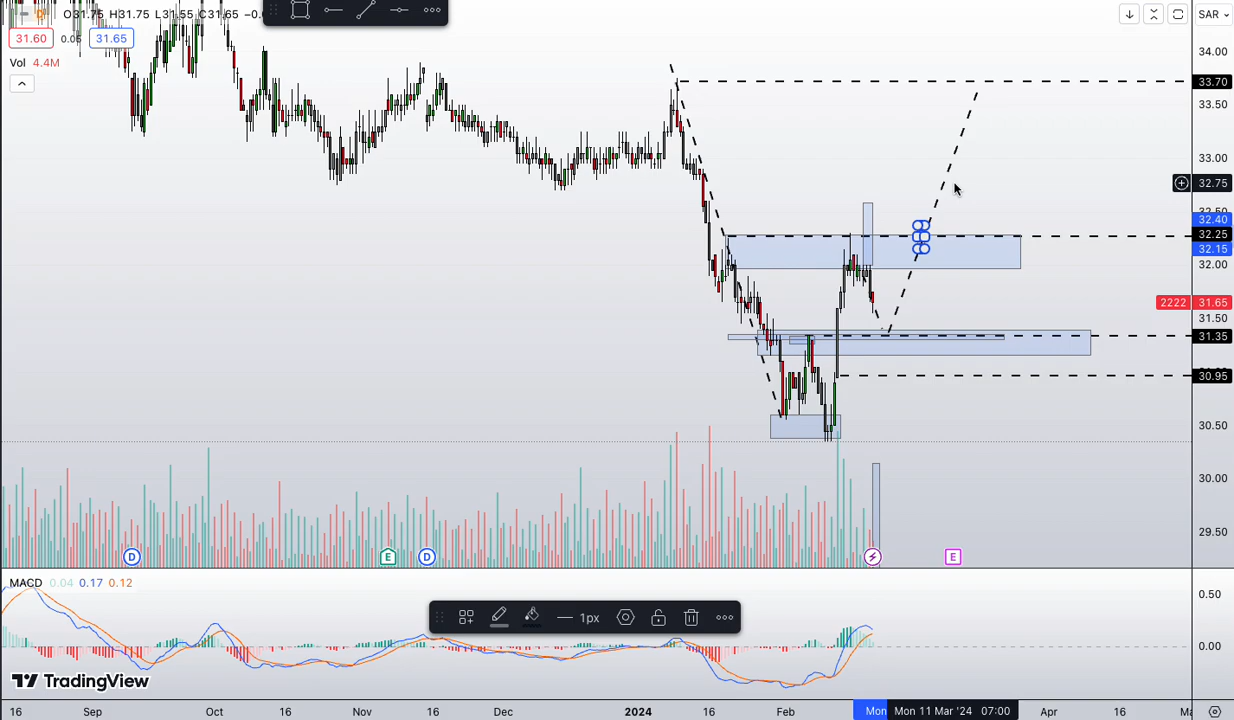 D O31.75 H31.75 L31.55 C31.65
SAR
31.60 0.05 31.65
Vol 4.4M
34.00
33.70
33.50
33.00
32.75
32.50
32.40
32.25
32.15
32.00
2222 31.65
31.50
31.35
30.95
30.50
30.00
29.50
D E D E
MACD 0.04 0.17 0.12
0.50
1px
0.00
TradingView
16 Sep Oct 16 Nov 16 Dec 2024 16 Feb Mon Mon 11 Mar '24 07:00 Apr 16